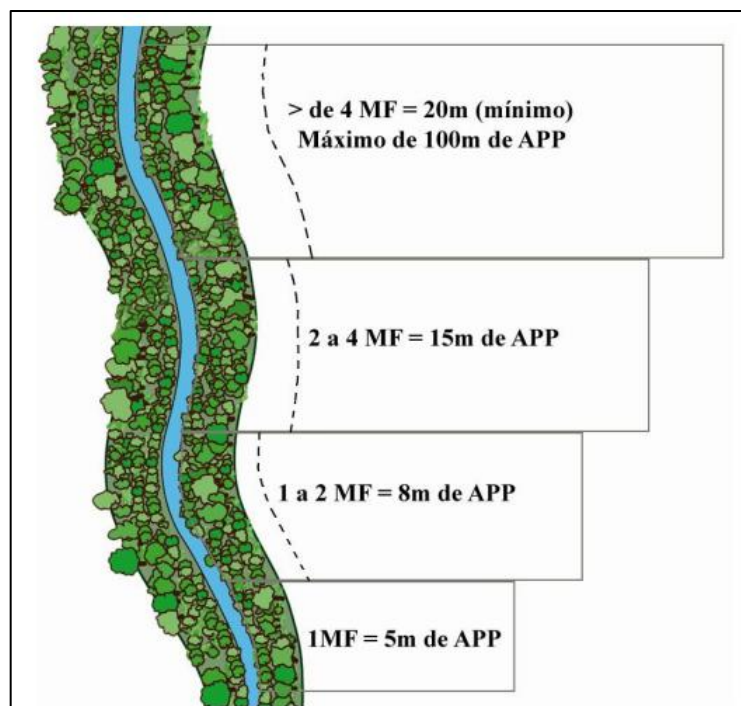 > de 4 MF = 20m (mínimo)
Máximo de 100m de APP
2 a 4 MF = 15m de APP
1 a 2 MF = 8m de APP
1MF = 5m de APP